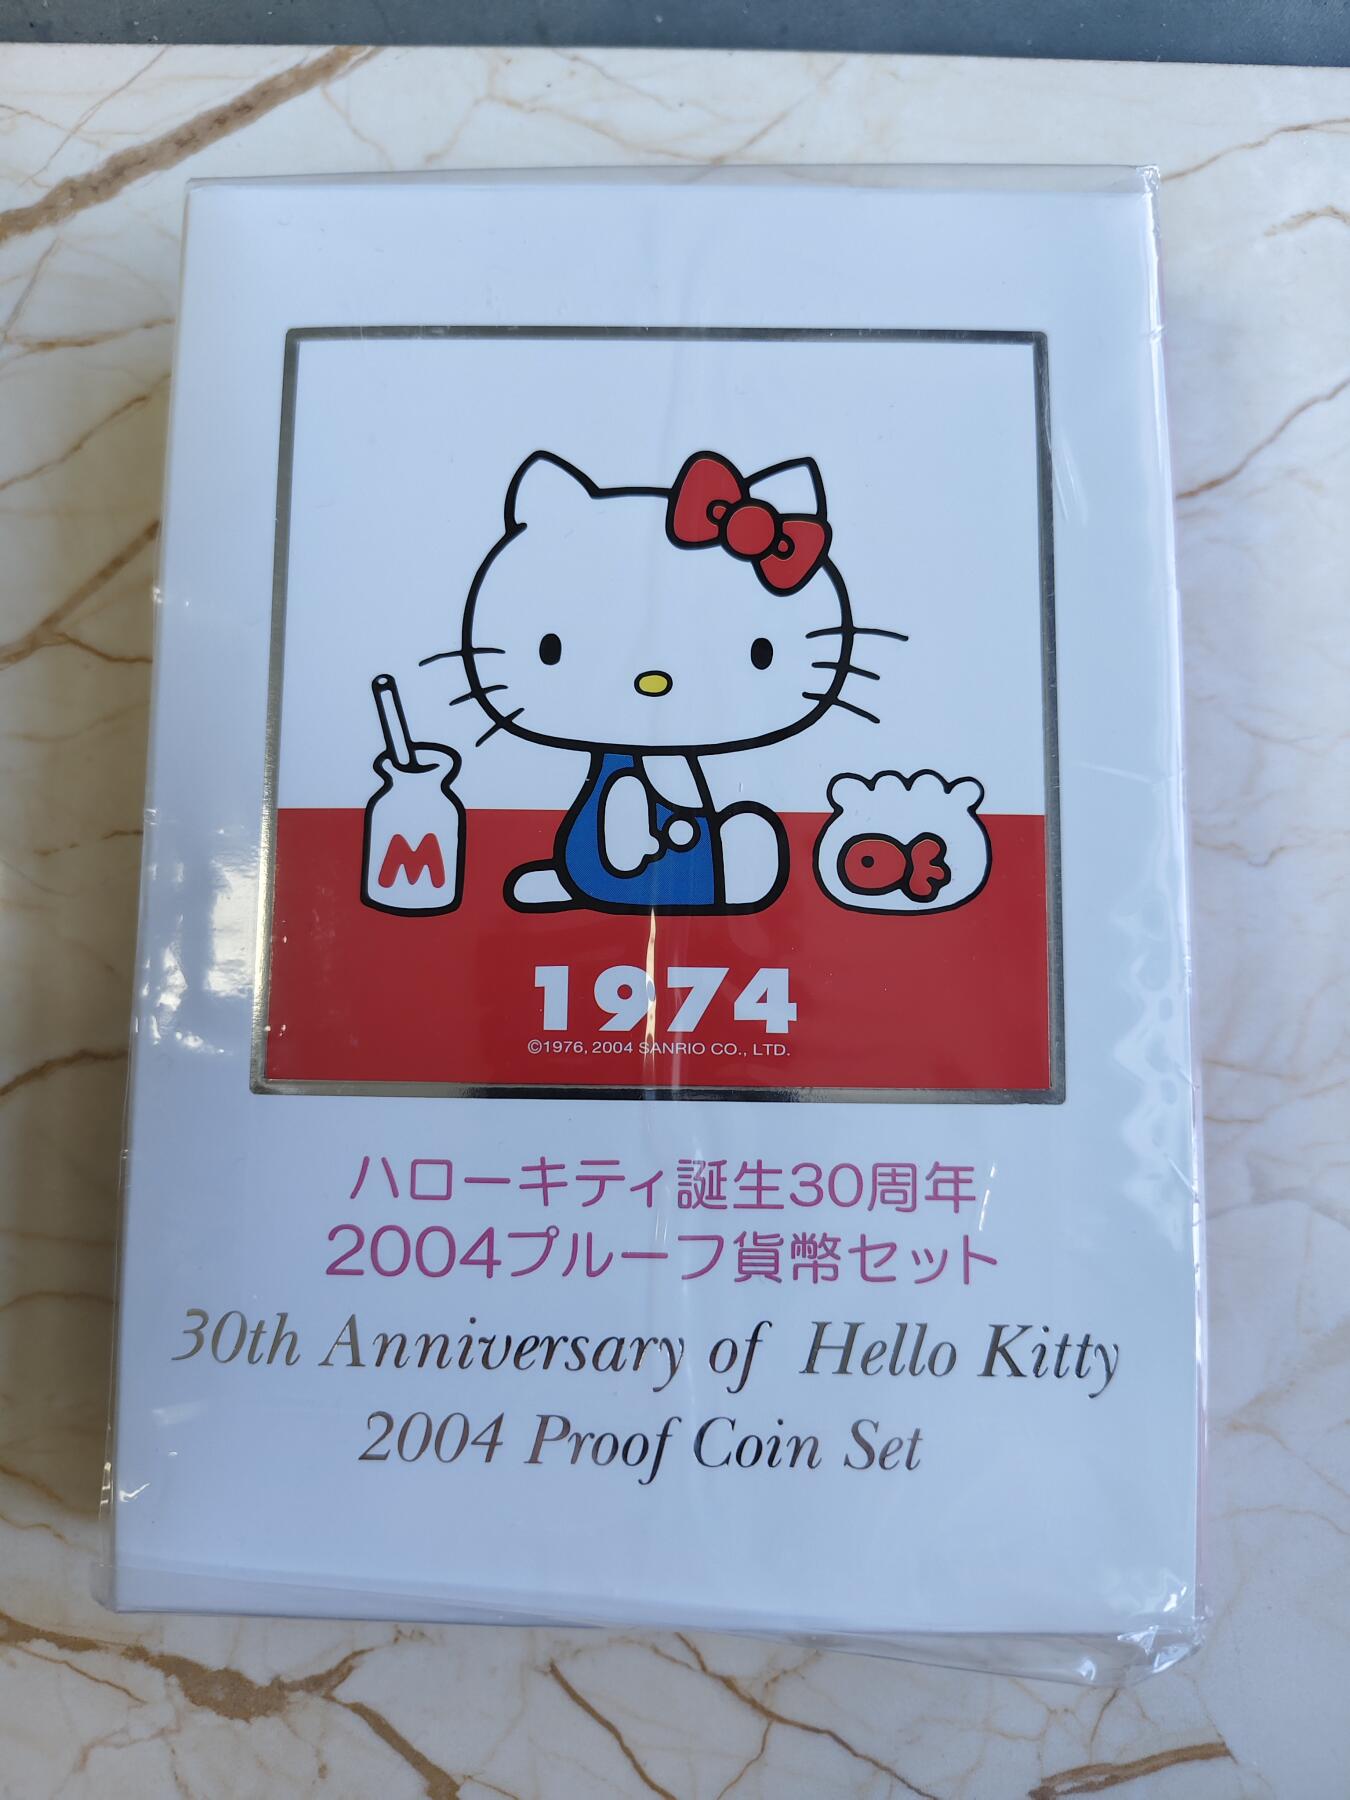 M
1974
©1976, 2004 SANRIO CO., LTD.
ハローキティ誕生30周年
2004プルーフ貨幣セット
30th Anniversary of Hello Kitty
2004 Proof Coin Set